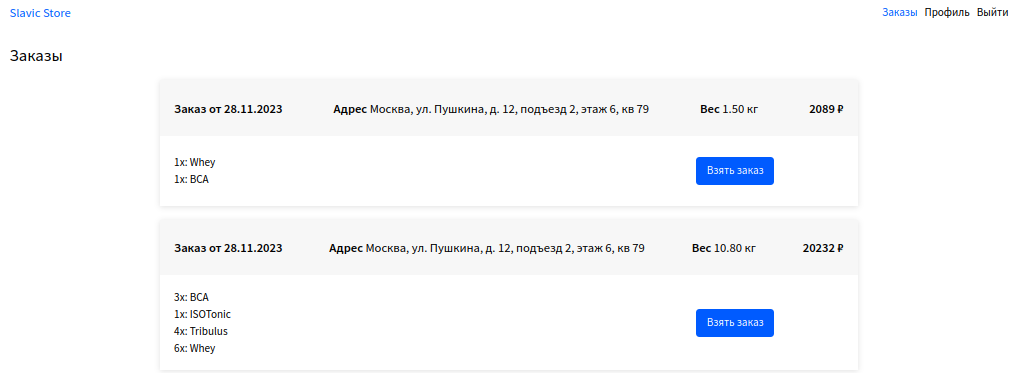 Slavic Store
Заказы Профиль Выйти
Заказы
Заказ от 28.11.2023 Адрес Москва, ул. Пушкина, д. 12, подъезд 2, этаж 6, кв 79 Вес 1.50 кг 2089 ₽
1x: Whey
1x: BCA
Взять заказ
Заказ от 28.11.2023 Адрес Москва, ул. Пушкина, д. 12, подъезд 2, этаж 6, кв 79 Вес 10.80 кг 20232 ₽
3x: BCA
1x: ISOTonic
4x: Tribulus
6x: Whey
Взять заказ